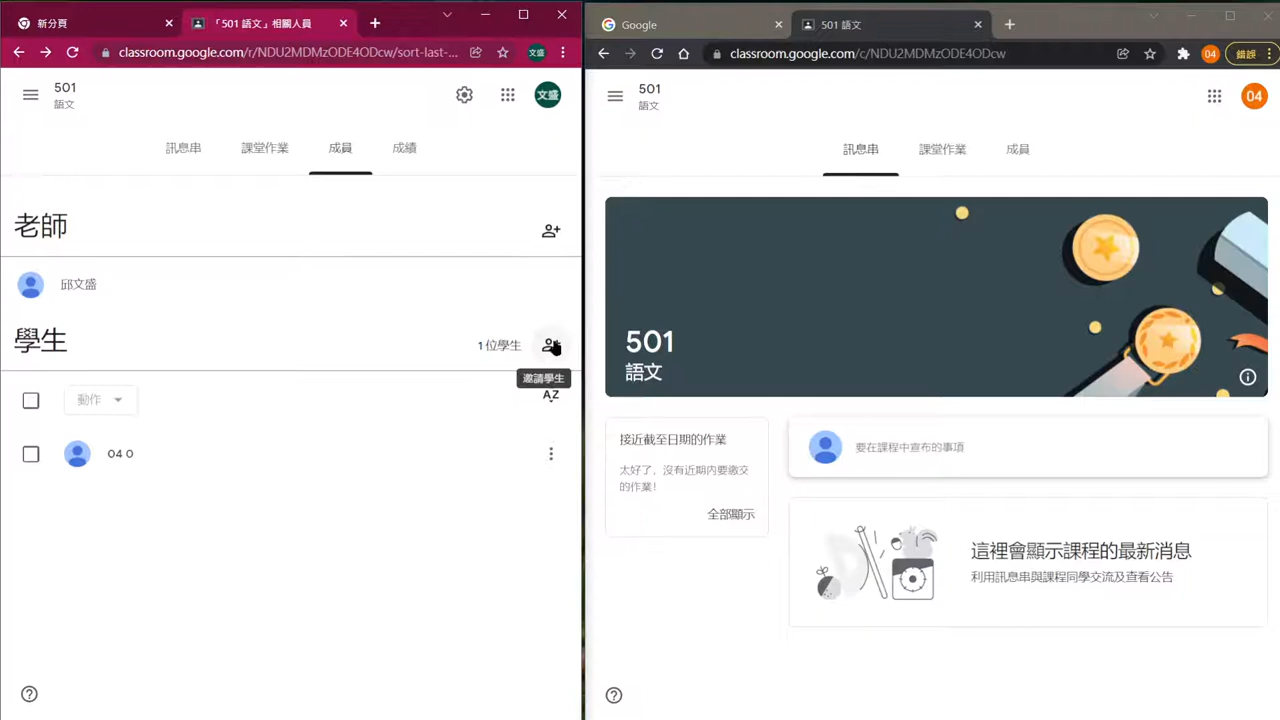 新分頁
「501 語文」相關人員
classroom.google.com/r/NDU2MDMzODE4ODcw/sort-last-...
文盛
501
語文
文盛
訊息串
課堂作業
成員
成績
老師
邱文盛
學生
1 位學生
邀請學生
動作
AZ
04 0
Google
501 語文
classroom.google.com/c/NDU2MDMzODE4ODcw
04
錯誤
501
語文
04
訊息串
課堂作業
成員
501
語文
接近截至日期的作業
太好了，沒有近期內要繳交
的作業！
全部顯示
要在課程中宣布的事項
這裡會顯示課程的最新消息
利用訊息串與課程同學交流及查看公告